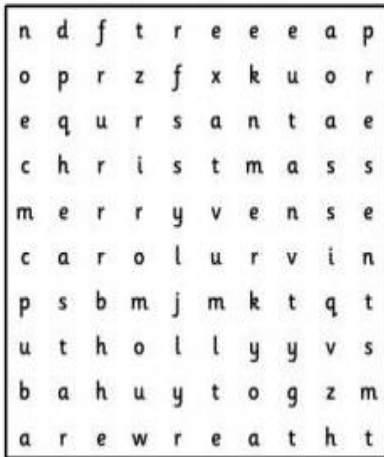 n d f t r e e e a p
o p r z f x k u o r
e q u r s a n t a e
c h r i s t m a s s
m e r r y v e n s e
c a r o l u r v i n
p s b m j m k t q t
u t h o l l y y v s
b a h u y t o g z m
a r e w r e a t h t